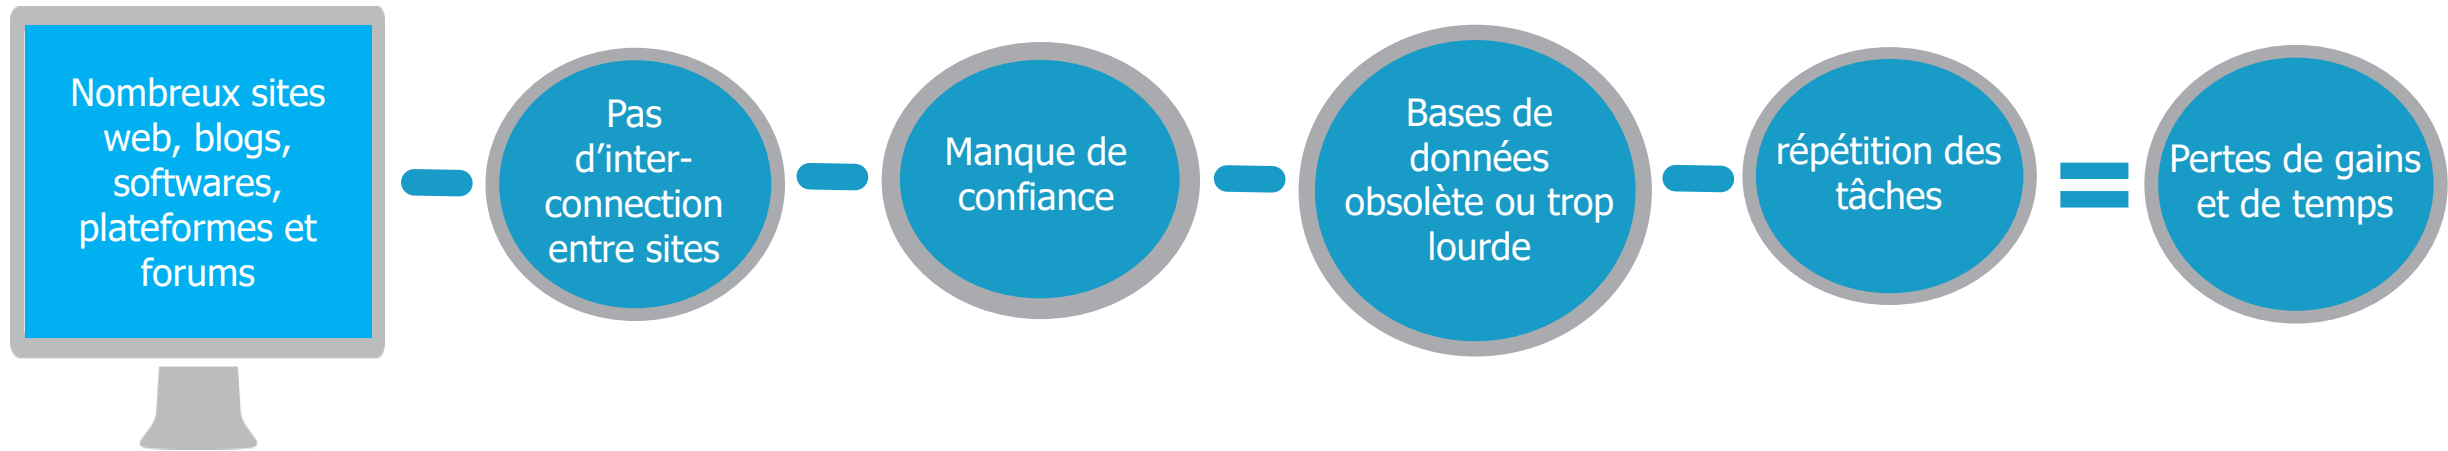 Nombreux sites
web, blogs,
softwares,
plateformes et
forums
Pas
d’inter-
connection
entre sites
Manque de
confiance
Bases de
données
obsolète ou trop
lourde
répétition des
tâches
Pertes de gains
et de temps